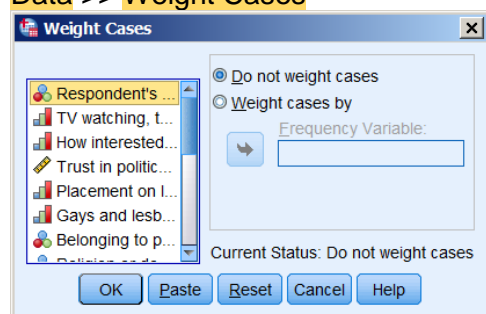 Data >> Weight Cases
Weight Cases
Respondent's ...
TV watching, t...
How interested...
Trust in politic...
Placement on l...
Gays and lesb...
Belonging to p...
Do not weight cases
Weight cases by
Frequency Variable:
Current Status: Do not weight cases
OK
Paste
Reset
Cancel
Help